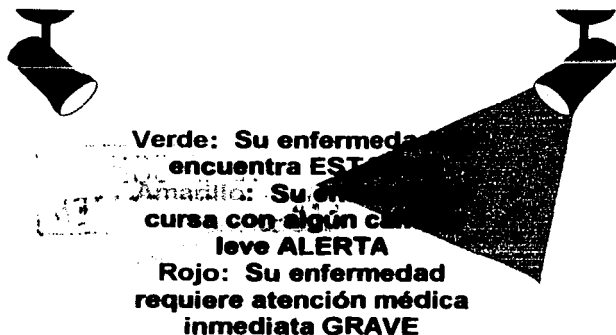 Verde: Su
encuentra
Amarillo: Su
cursa con algún
leve ALERTA
Rojo: Su enfermedad
requiere atención médica
inmediata GRAVE